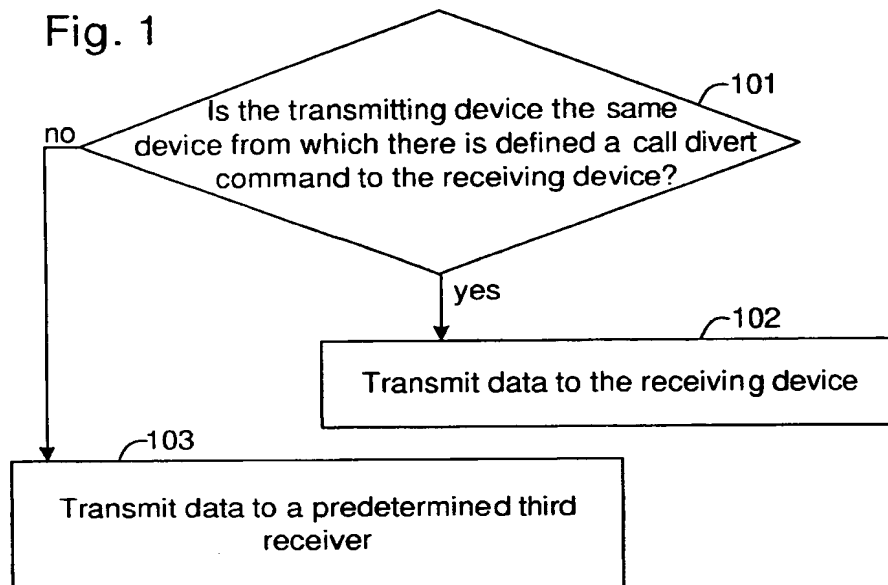 Fig. 1
101
Is the transmitting device the same
device from which there is defined a call divert
command to the receiving device?
no
yes
102
Transmit data to the receiving device
103
Transmit data to a predetermined third
receiver